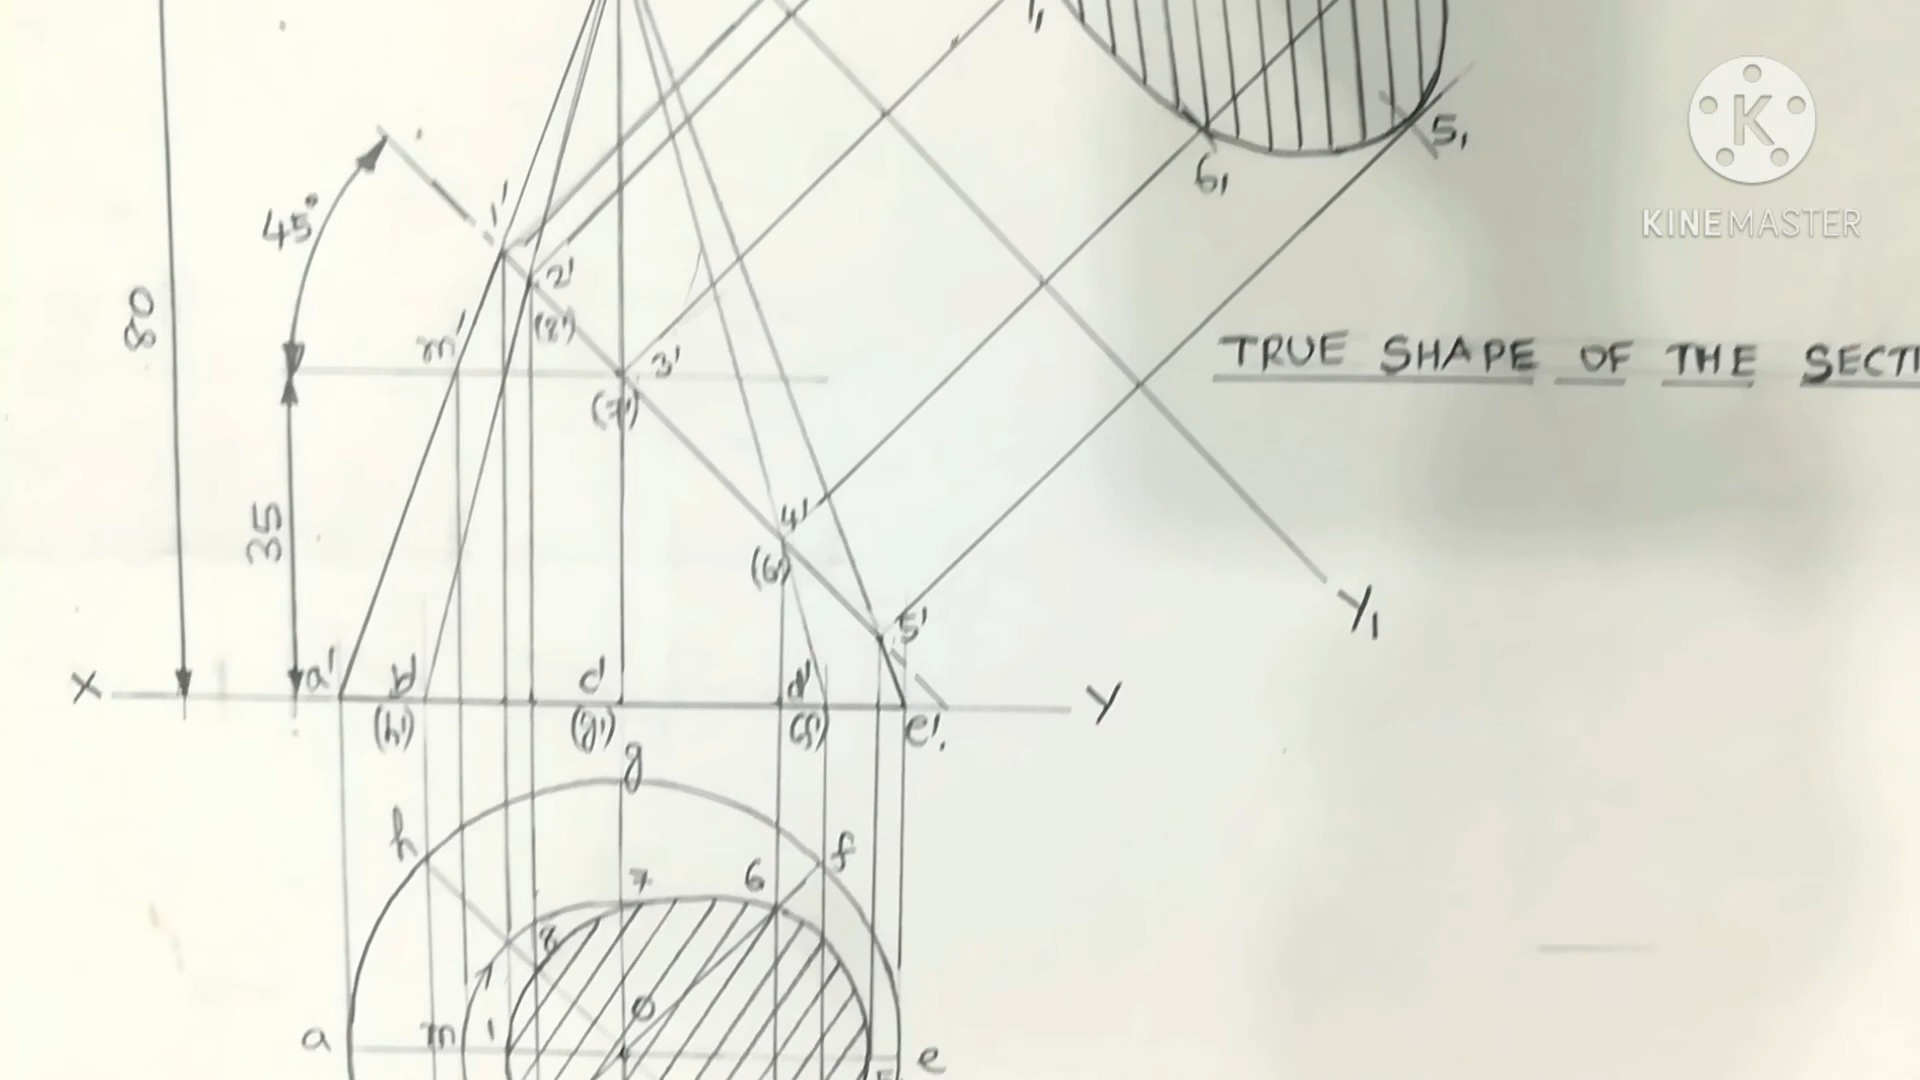 1,
5,
6,
KINEMASTER
45°
1'
2'
(8')
80
m'
3'
(7')
TRUE SHAPE OF THE SECTI
35
4'
(6')
5'
Y1
X
a'
b'
c'
d'
Y
(h')
(g')
(f')
e'.
g
h
f
7
6
8
o
a
m
1
e